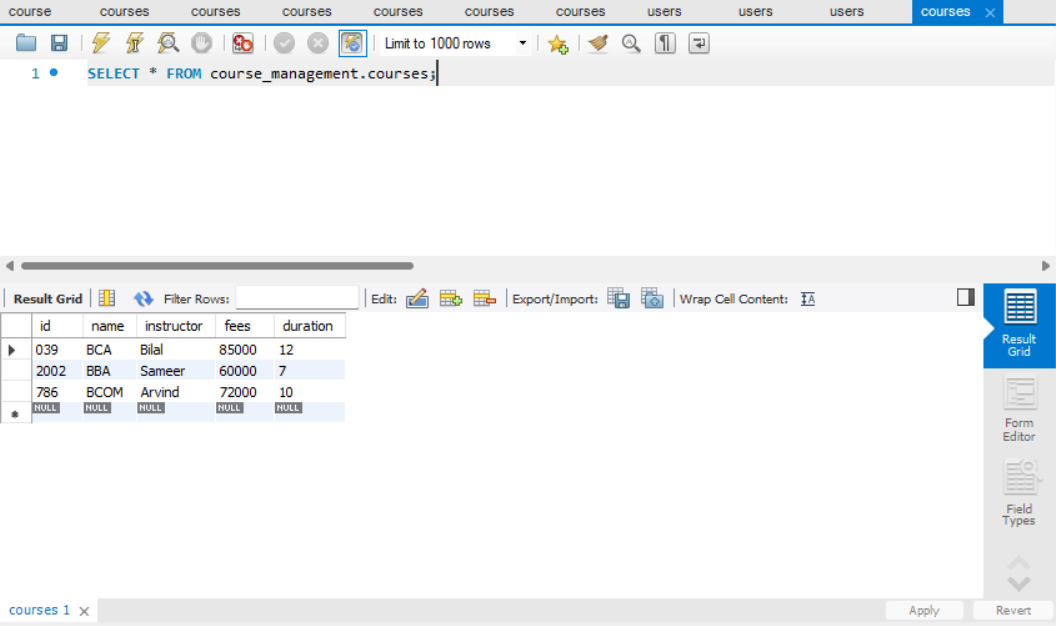 course courses courses courses courses courses courses users users users courses
Limit to 1000 rows
1 SELECT * FROM course_management.courses;
Result Grid Filter Rows: Edit: Export/Import: Wrap Cell Content: IA
Result
Grid
id name instructor fees duration
039 BCA Bilal 85000 12
2002 BBA Sameer 60000 7
786 BCOM Arvind 72000 10
NULL NULL NULL NULL NULL
Form
Editor
Field
Types
courses 1 Apply Revert